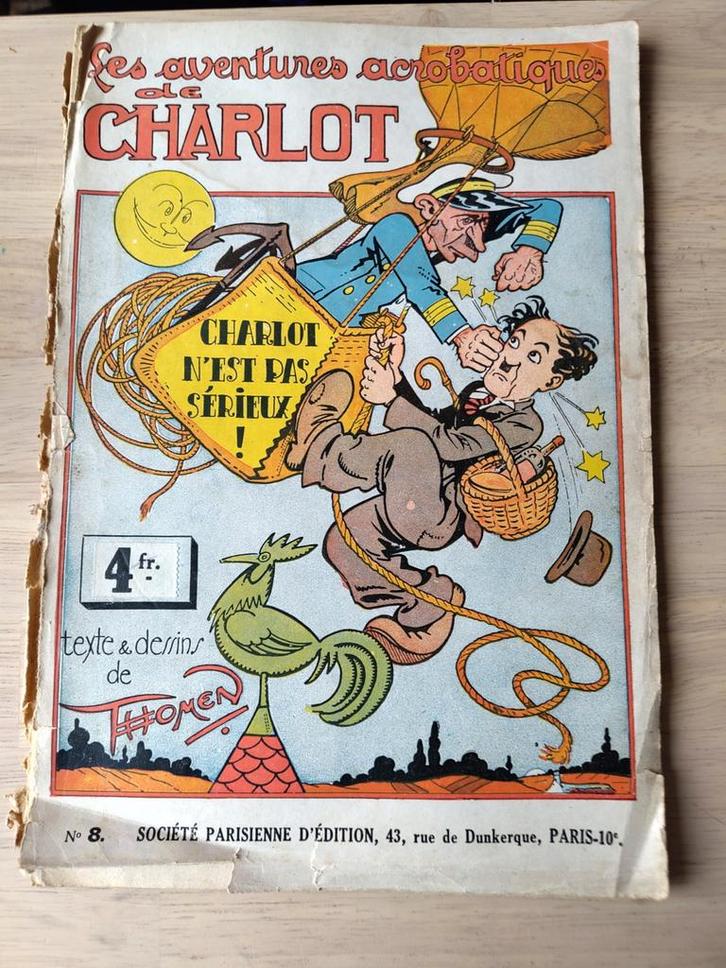 Les aventures acrobatiques
de
CHARLOT
CHARLOT
N'EST PAS
SÉRIEUX
!
4 fr.-
texte & dessins
de
THOMEN
No 8. SOCIÉTÉ PARISIENNE D'ÉDITION, 43, rue de Dunkerque, PARIS-10e.